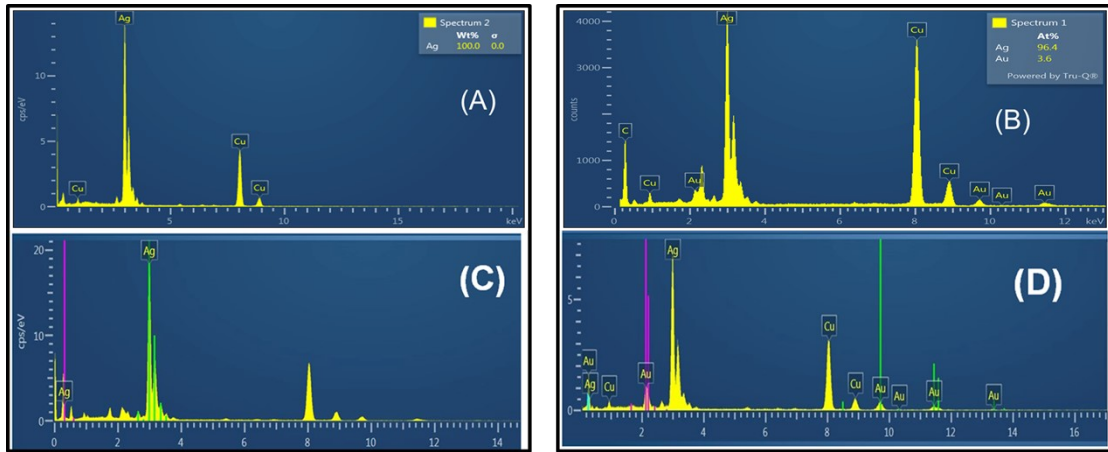 Ag
Spectrum 2
Wt% σ
Ag 100.0 0.0
10
cps/eV
(A)
5
Cu
Cu
Cu
0
5 10 15 keV
4000
Ag
Cu
Spectrum 1
At%
Ag 96.4
Au 3.6
Powered by Tru-Q®
3000
counts
(B)
2000
C
1000
Cu
Au
Cu
Au
Au
Au
0
0 2 4 6 8 10 12 keV
20
Ag
(C)
cps/eV
10
Ag
0
0 2 4 6 8 10 12 14
Ag
(D)
5
Cu
Au
Ag
Cu
Au
Cu
Au
Au
Au
Au
0
2 4 6 8 10 12 14 16